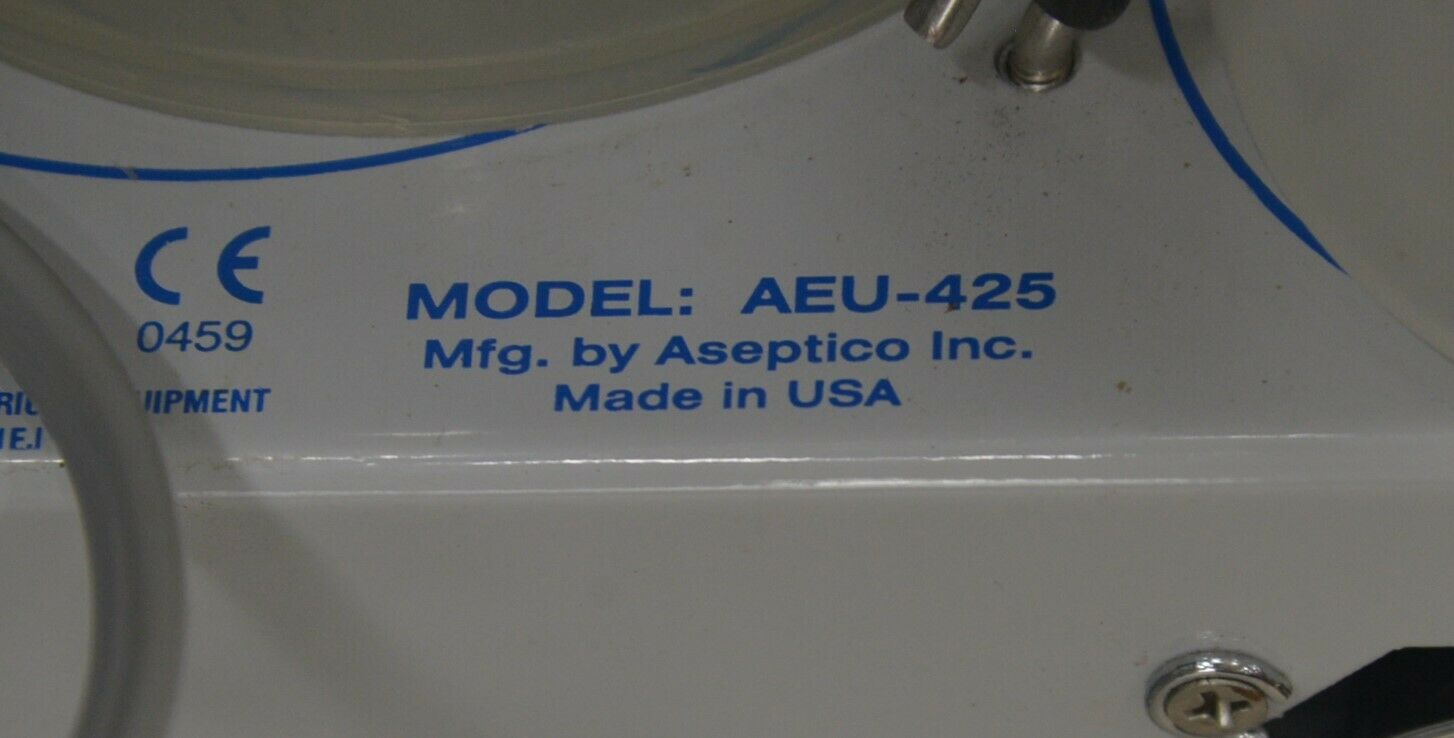 CE
0459
MODEL: AEU-425
Mfg. by Aseptico Inc.
Made in USA